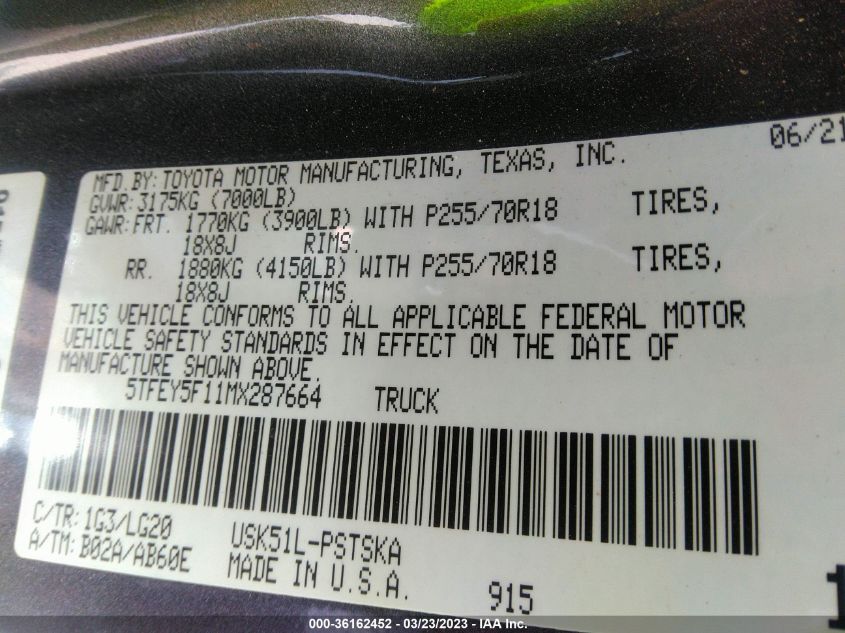 06/21
MFD.BY:TOYOTA MOTOR MANUFACTURING, TEXAS, INC.
GVWR:3175KG (7000LB)
GAWR:FRT. 1770KG (3900LB) WITH P255/70R18 TIRES,
18X8J RIMS.
RR. 1880KG (4150LB) WITH P255/70R18 TIRES,
18X8J RIMS.
THIS VEHICLE CONFORMS TO ALL APPLICABLE FEDERAL MOTOR
VEHICLE SAFETY STANDARDS IN EFFECT ON THE DATE OF
MANUFACTURE SHOWN ABOVE.
5TFEY5F11MX287664 TRUCK
C/TR:1G3/LG20 USK51L-PSTSKA
A/TM:B02A/AB60E MADE IN U.S.A. 915
000-36162452 - 03/23/2023 - IAA Inc.